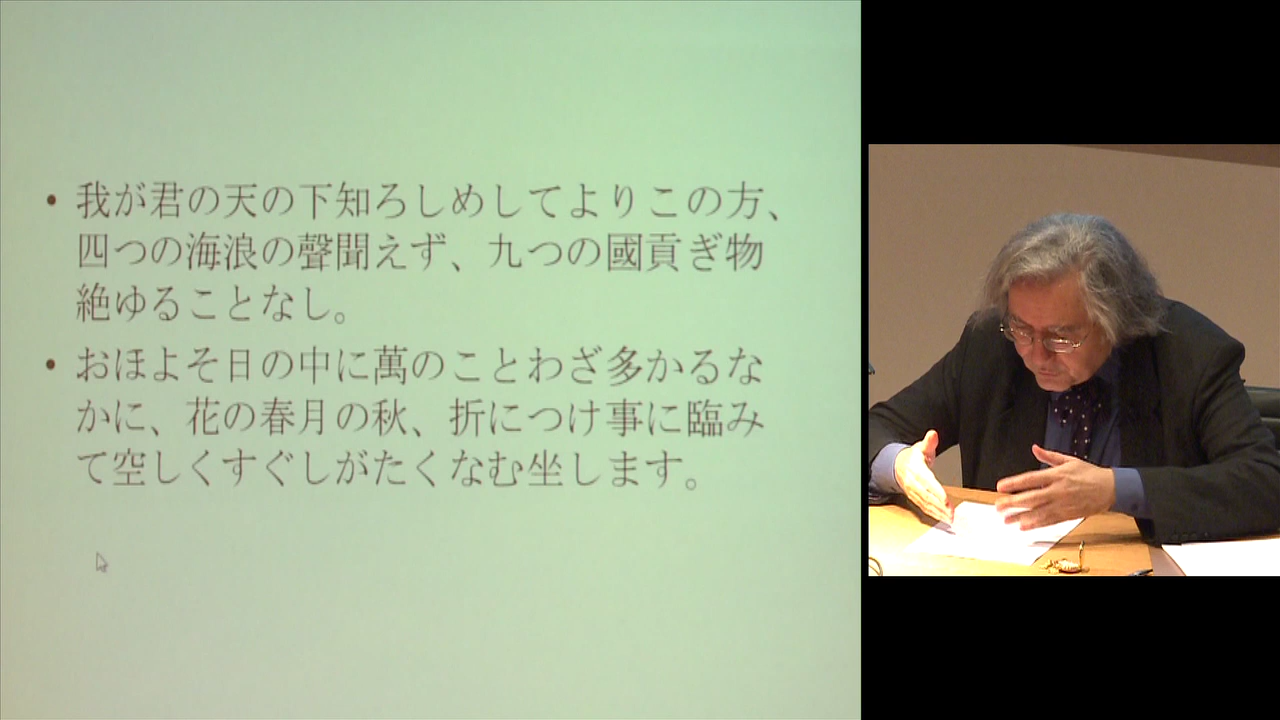 • 我が君の天の下知ろしめしてよりこの方、
四つの海浪の聲聞えず、九つの國貢ぎ物
絶ゆることなし。
• おほよそ日の中に萬のことわざ多かるな
かに、花の春月の秋、折につけ事に臨み
て空しくすぐしがたくなむ坐します。